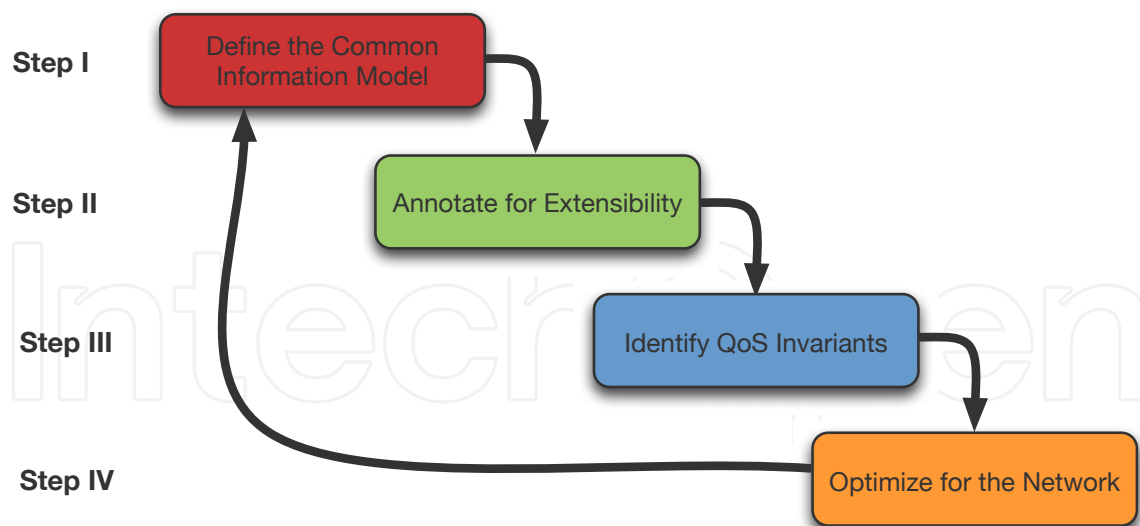 Step I
Define the Common
Information Model
Step II
Annotate for Extensibility
Step III
Identify QoS Invariants
Step IV
Optimize for the Network